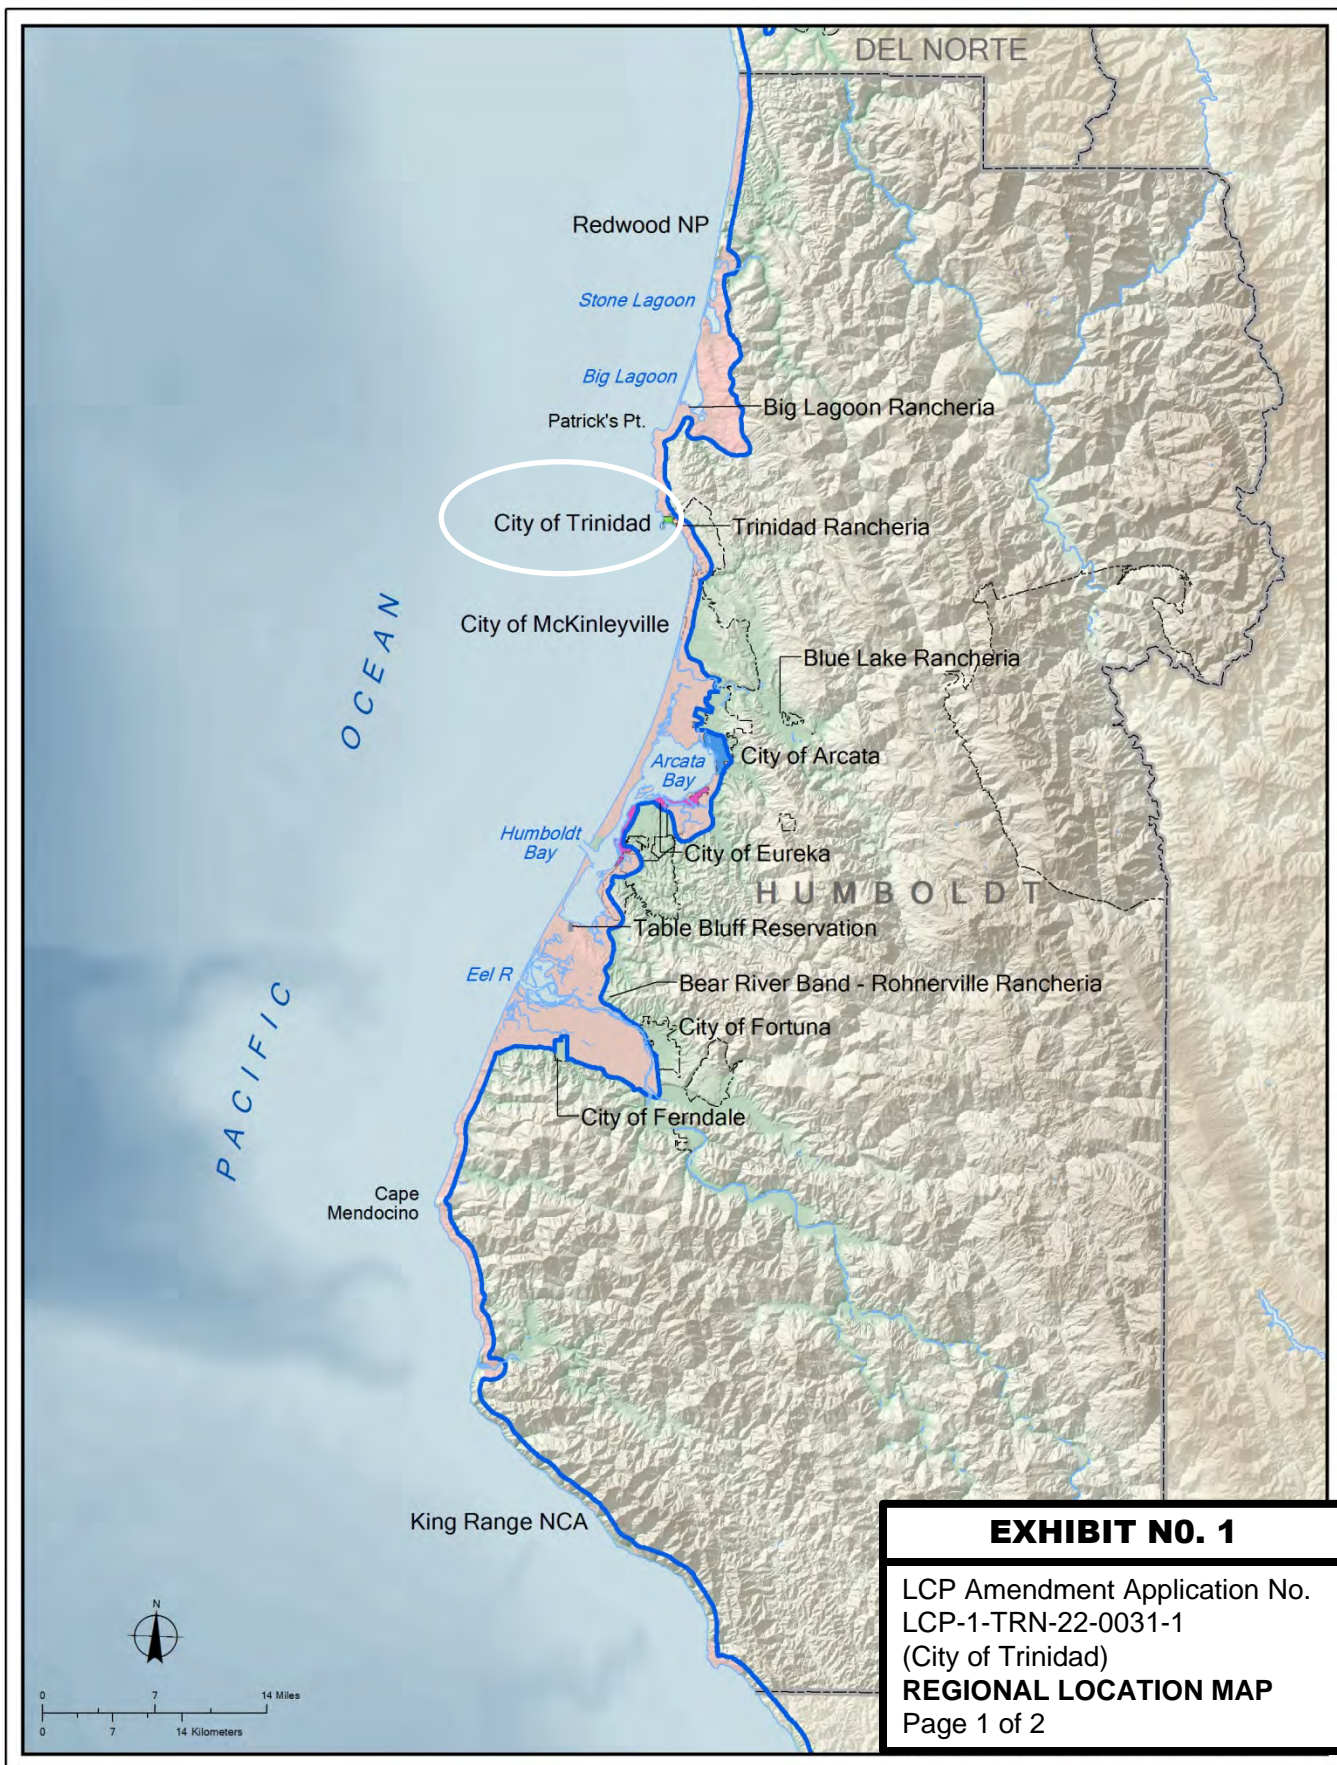 DEL NORTE
Redwood NP
Stone Lagoon
Big Lagoon
Big Lagoon Rancheria
Patrick's Pt.
City of Trinidad
Trinidad Rancheria
OCEAN
City of McKinleyville
Blue Lake Rancheria
City of Arcata
Arcata
Bay
Humboldt
Bay
City of Eureka
HUMBOLDT
Table Bluff Reservation
Eel R
Bear River Band - Rohnerville Rancheria
PACIFIC
City of Fortuna
City of Ferndale
Cape
Mendocino
King Range NCA
N
0 7 14 Miles
0 7 14 Kilometers
EXHIBIT N0. 1
LCP Amendment Application No.
LCP-1-TRN-22-0031-1
(City of Trinidad)
REGIONAL LOCATION MAP
Page 1 of 2